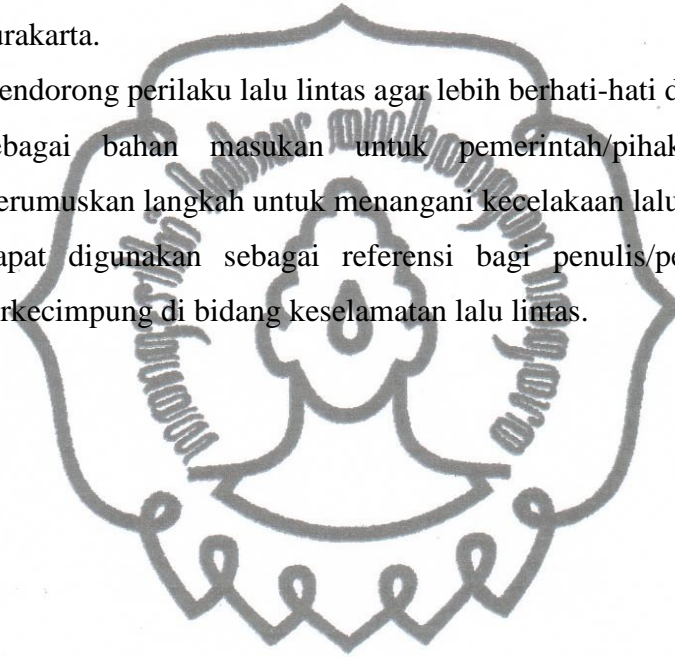 urakarta.
endorong perilaku lalu lintas agar lebih berhati-hati d
ebagai bahan masukan untuk pemerintah/pihak
erumuskan langkah untuk menangani kecelakaan lalu
apat digunakan sebagai referensi bagi penulis/pe
rkecimpung di bidang keselamatan lalu lintas.